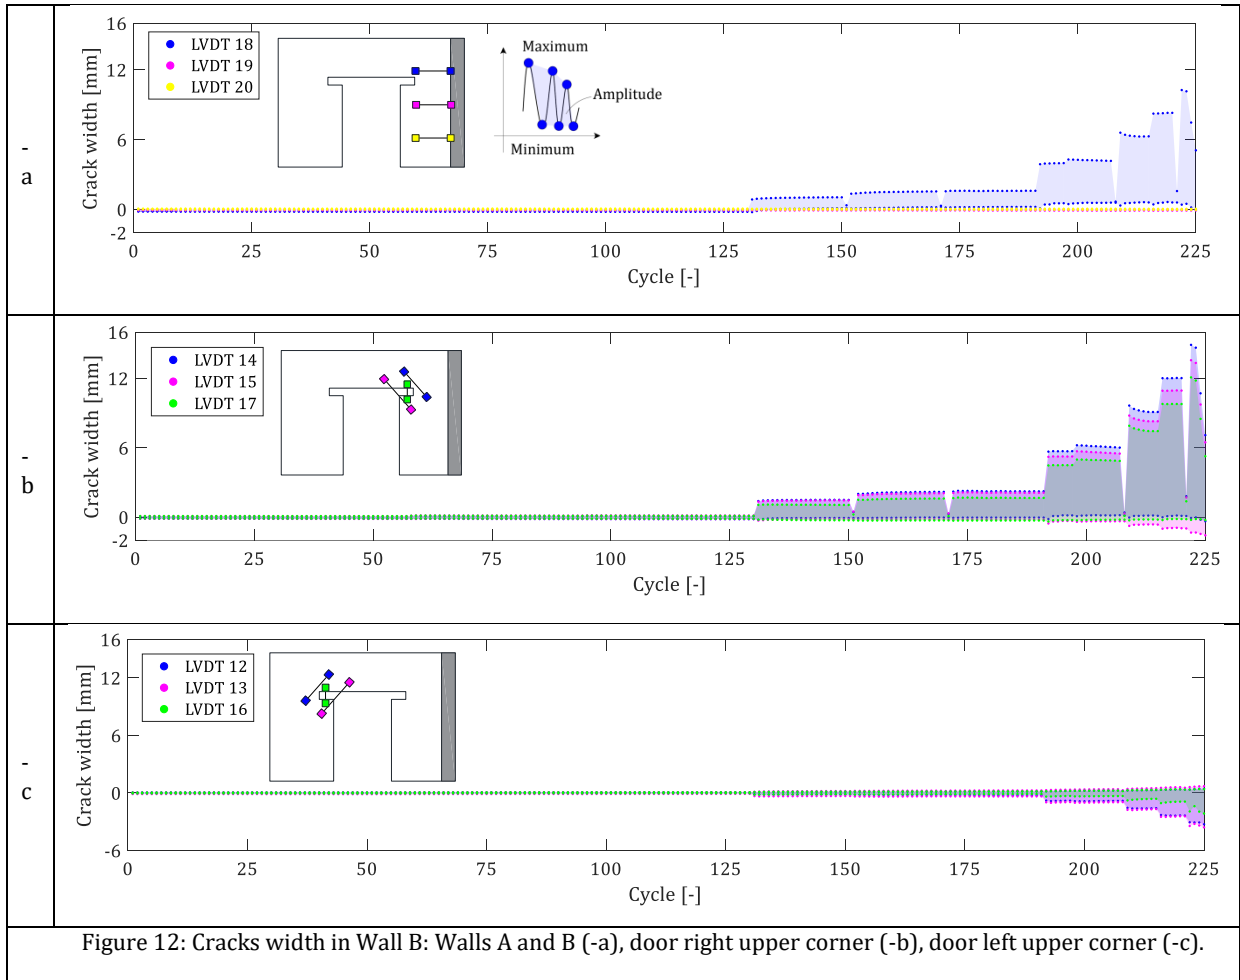 -
a
16
12
6
0
-2
Crack width [mm]
LVDT 18
LVDT 19
LVDT 20
Maximum
Amplitude
Minimum
0 25 50 75 100 125 150 175 200 225
Cycle [-]
-
b
16
12
6
0
-2
Crack width [mm]
LVDT 14
LVDT 15
LVDT 17
0 25 50 75 100 125 150 175 200 225
Cycle [-]
-
c
16
12
6
0
-6
Crack width [mm]
LVDT 12
LVDT 13
LVDT 16
0 25 50 75 100 125 150 175 200 225
Cycle [-]
Figure 12: Cracks width in Wall B: Walls A and B (-a), door right upper corner (-b), door left upper corner (-c).